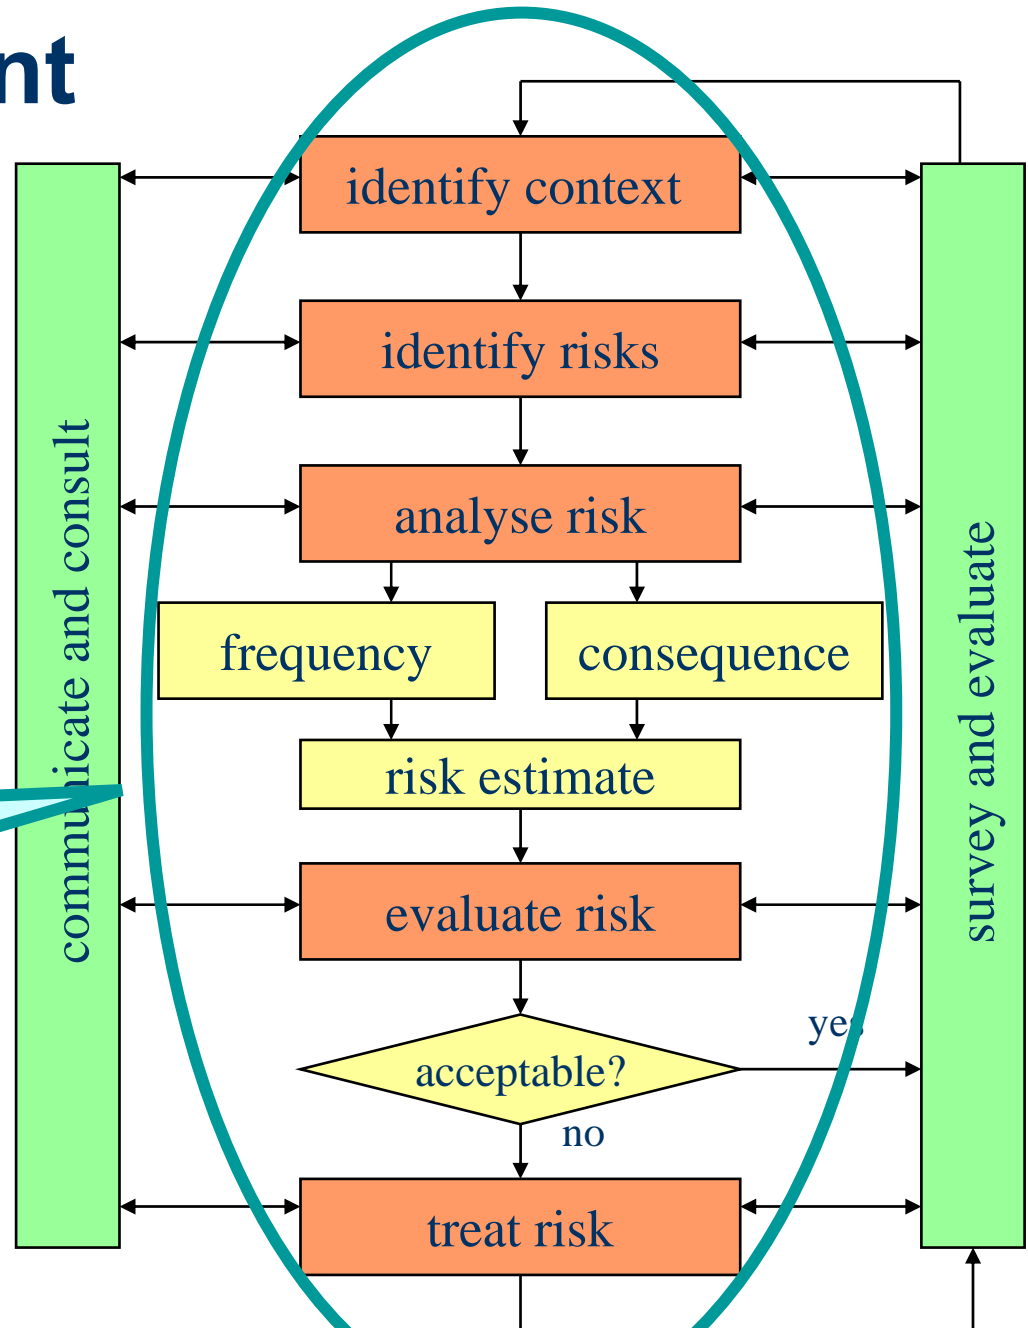 nt
identify context
identify risks
analyse risk
frequency
consequence
risk estimate
evaluate risk
yes
acceptable?
no
treat risk
communicate and consult
survey and evaluate